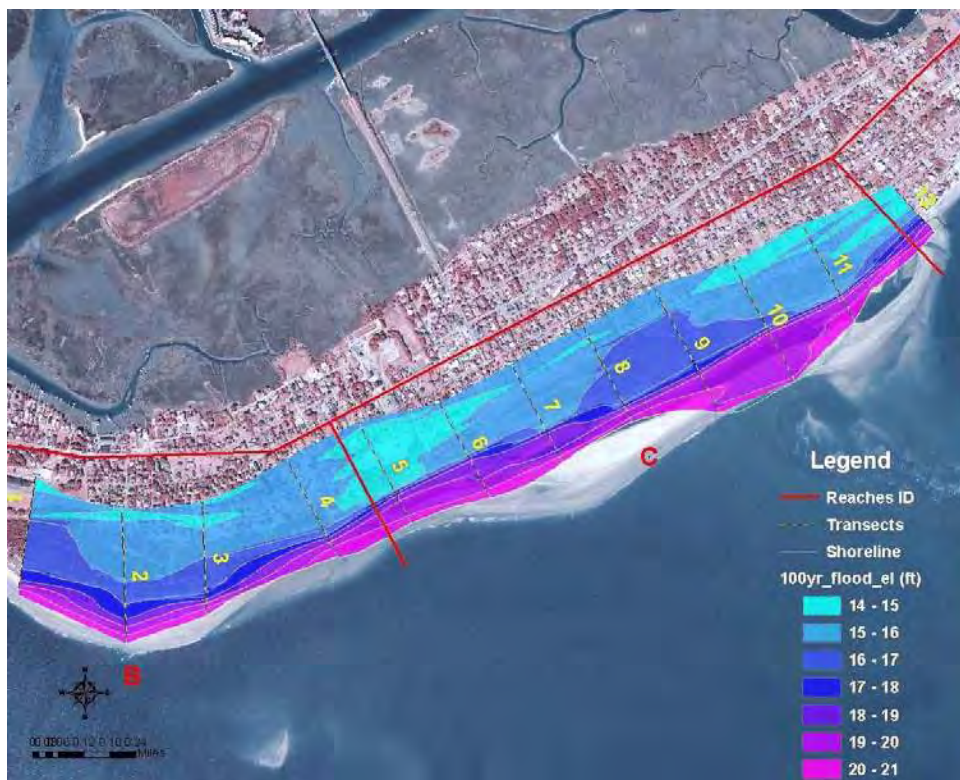 1
2
3
4
5
6
7
8
9
10
11
12
B
C
N
Legend
Reaches ID
Transects
Shoreline
100yr_flood_el (ft)
14 - 15
15 - 16
16 - 17
17 - 18
18 - 19
19 - 20
20 - 21
Miles